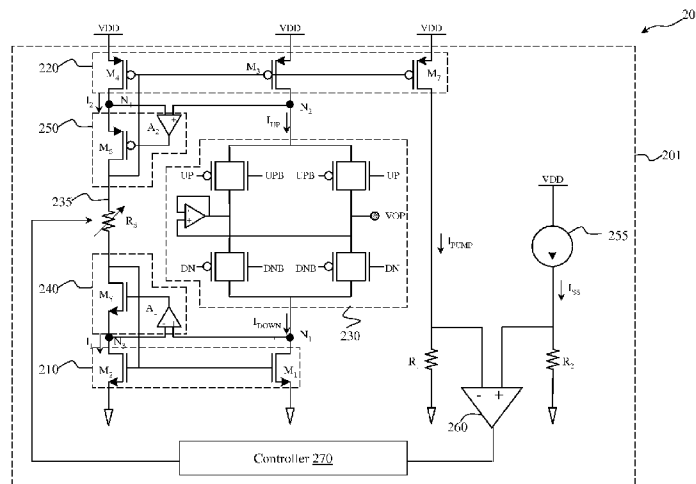 20
VDD VDD VDD
220
M4 M3 M7
I2 N4 N2
250
A2
M6
IUP
UP UPB UPB UP
201
235
VDD
RS
VOP
255
IPUMP
ISS
DN DNB DNB DN
240
A1
IDOWN
230
I1 N3 N1
R1 R2
210
M2 M1
- +
260
Controller 270